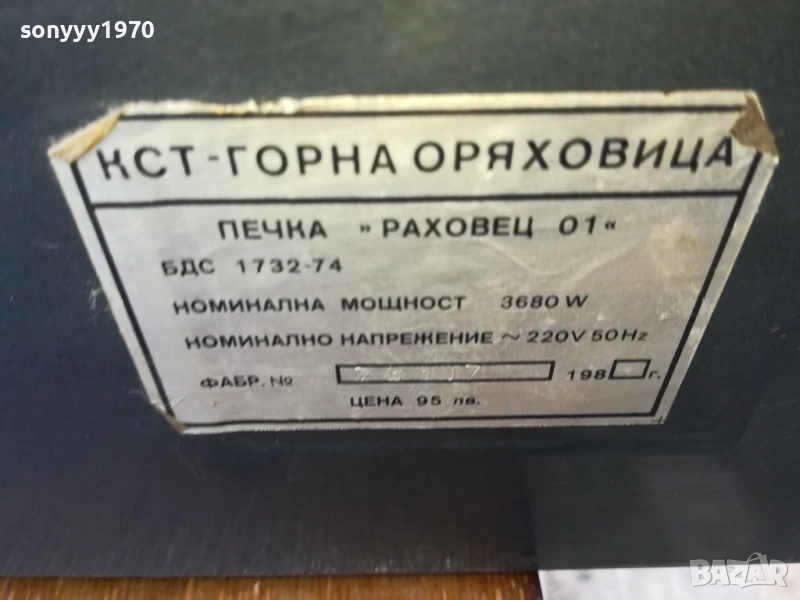 sonyyy1970
КСТ-ГОРНА ОРЯХОВИЦА
ПЕЧКА „РАХОВЕЦ 01“
БДС 1732-74
НОМИНАЛНА МОЩНОСТ 3680 W
НОМИНАЛНО НАПРЕЖЕНИЕ ~ 220V 50Hz
ФАБР. № 198 г.
ЦЕНА 95 лв.
BAZAR